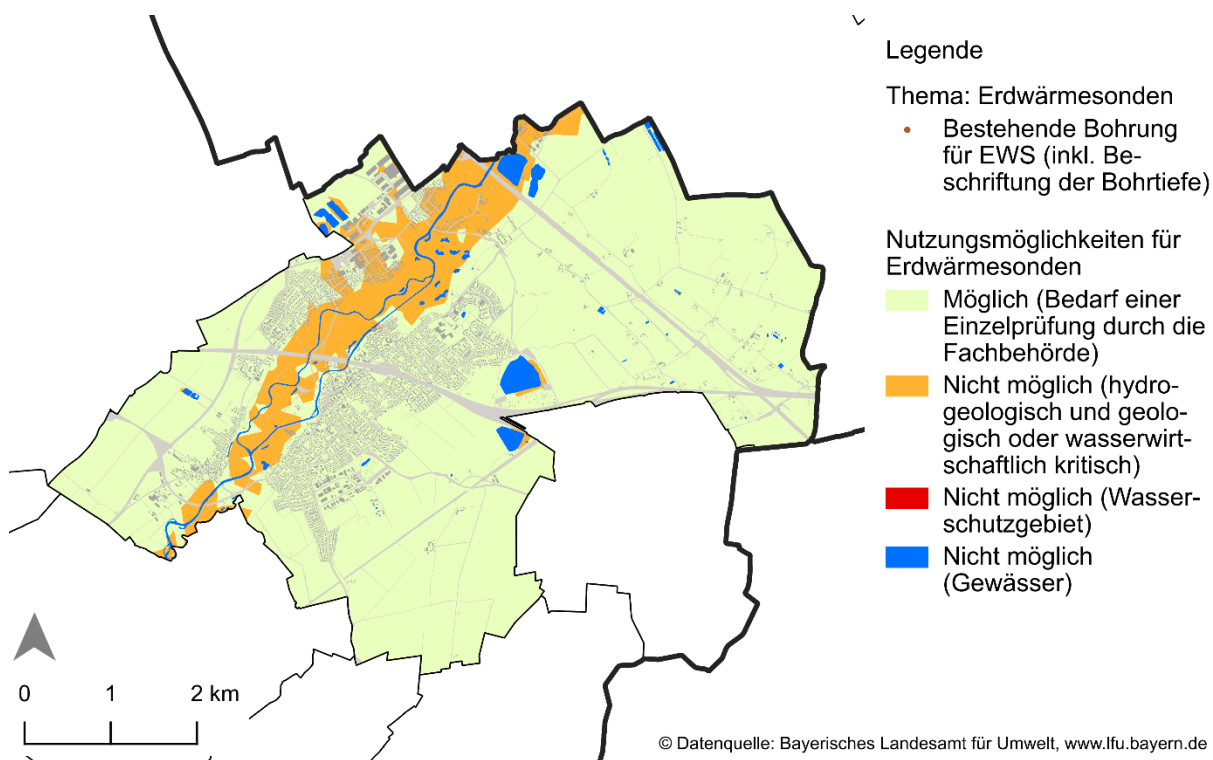 Legende
Thema: Erdwärmesonden
Bestehende Bohrung
für EWS (inkl. Be-
schriftung der Bohrtiefe)
Nutzungsmöglichkeiten für
Erdwärmesonden
Möglich (Bedarf einer
Einzelprüfung durch die
Fachbehörde)
Nicht möglich (hydro-
geologisch und geolo-
gisch oder wasserwirt-
schaftlich kritisch)
Nicht möglich (Wasser-
schutzgebiet)
Nicht möglich
(Gewässer)
0 1 2 km
© Datenquelle: Bayerisches Landesamt für Umwelt, www.lfu.bayern.de